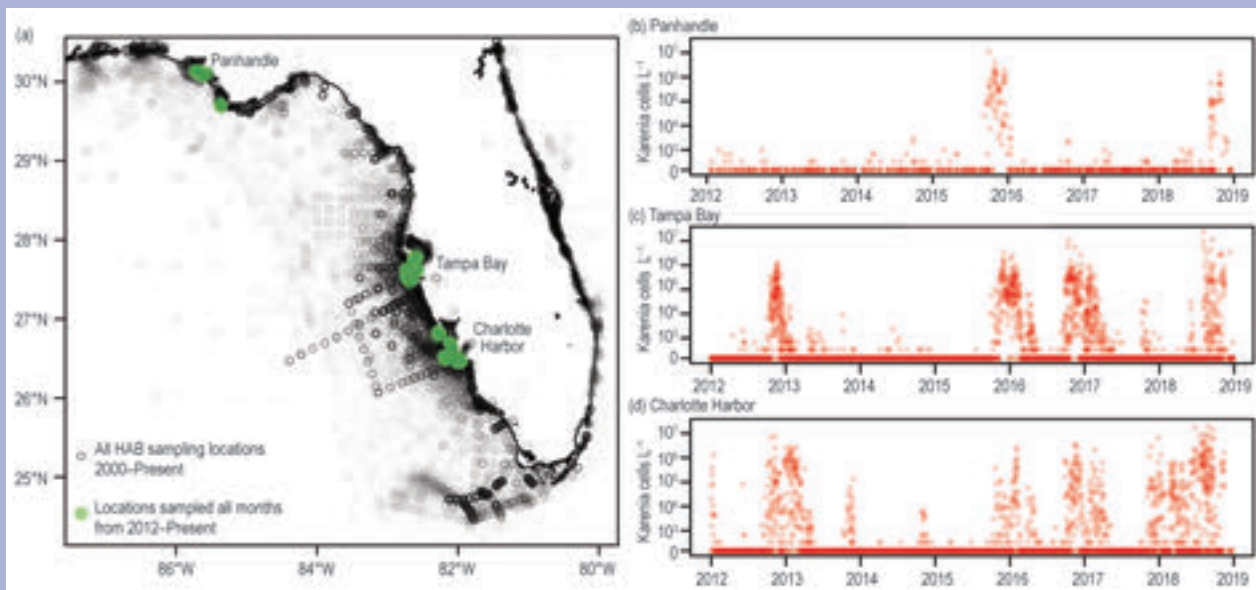 (a)
Panhandle
Tampa Bay
Charlotte
Harbor
30°N
29°N
28°N
27°N
26°N
25°N
All HAB sampling locations
2000–Present
Locations sampled all months
from 2012–Present
86°W
84°W
82°W
80°W
(b) Panhandle
Karenia cells L⁻¹
0
2012 2013 2014 2015 2016 2017 2018 2019
(c) Tampa Bay
Karenia cells L⁻¹
10⁷
0
2012 2013 2014 2015 2016 2017 2018 2019
(d) Charlotte Harbor
Karenia cells L⁻¹
10⁷
0
2012 2013 2014 2015 2016 2017 2018 2019